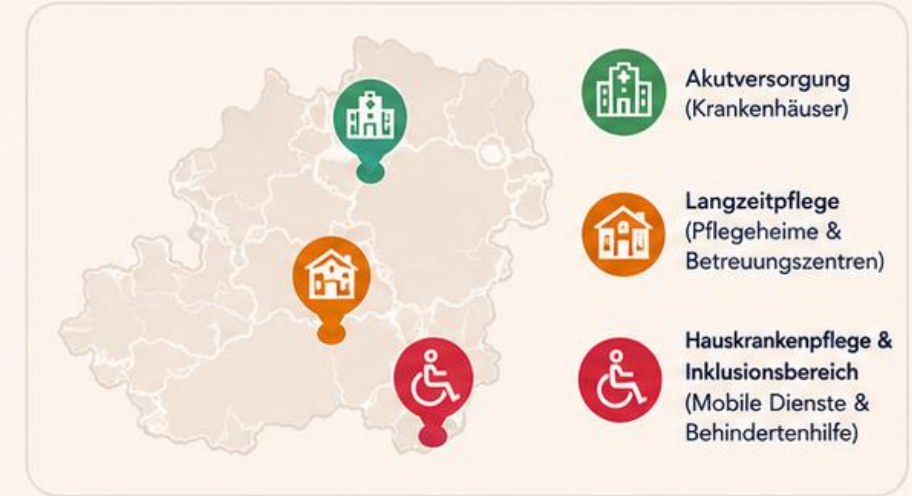 Akutversorgung
(Krankenhäuser)
Langzeitpflege
(Pflegeheime &
Betreuungszentren)
Hauskrankenpflege &
Inklusionsbereich
(Mobile Dienste &
Behindertenhilfe)